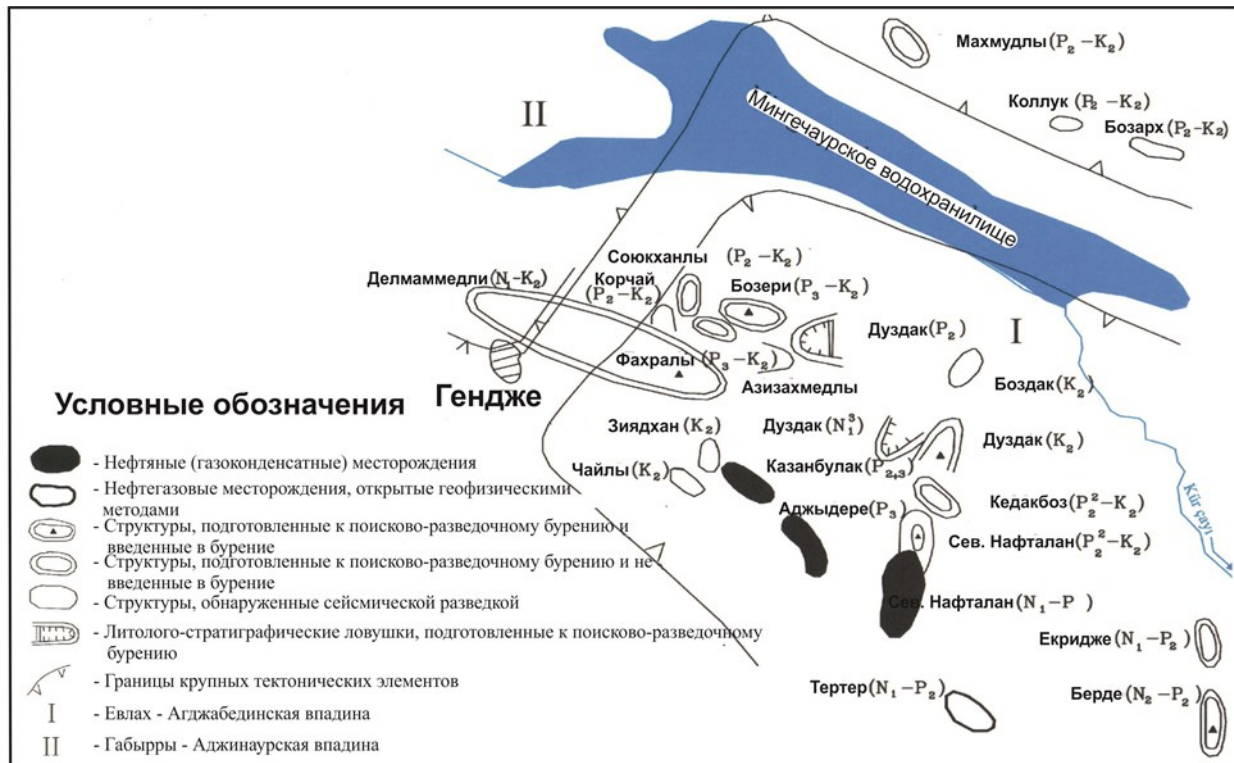 Махмудлы (P₂ – K₂)
II
Коллук (P₂ – K₂)
Бозарх (P₂-K₂)
Мингечаурское водохранилище
Союкханлы (P₂ – K₂)
Делмаммедли (N₁-K₂)
Корчай (P₂ – K₂)
Бозери (P₃ – K₂)
Дуздак (P₂)
I
Фахралы (P₃ – K₂)
Азизахмедлы
Боздак (K₂)
Гендже
Зиядхан (K₂)
Дуздак (N₁³)
Дуздак (K₂)
Чайлы (K₂)
Казанбулак (P₂,₃)
Аджыдере (P₃)
Кедакбоз (P₂²– K₂)
Сев. Нафталан (P₂²– K₂)
Kür çayı
Сев. Нафталан (N₁ – P )
Екридже (N₁ – P₂)
Тертер (N₁ – P₂)
Берде (N₂ – P₂)
Условные обозначения
- Нефтяные (газоконденсатные) месторождения
- Нефтегазовые месторождения, открытые геофизическими
методами
- Структуры, подготовленные к поисково-разведочному бурению и
введенные в бурение
- Структуры, подготовленные к поисково-разведочному бурению и не
введенные в бурение
- Структуры, обнаруженные сейсмической разведкой
- Литолого-стратиграфические ловушки, подготовленные к поисково-разведочному
бурению
- Границы крупных тектонических элементов
I - Евлах - Агджабединская впадина
II - Габырры - Аджинаурская впадина